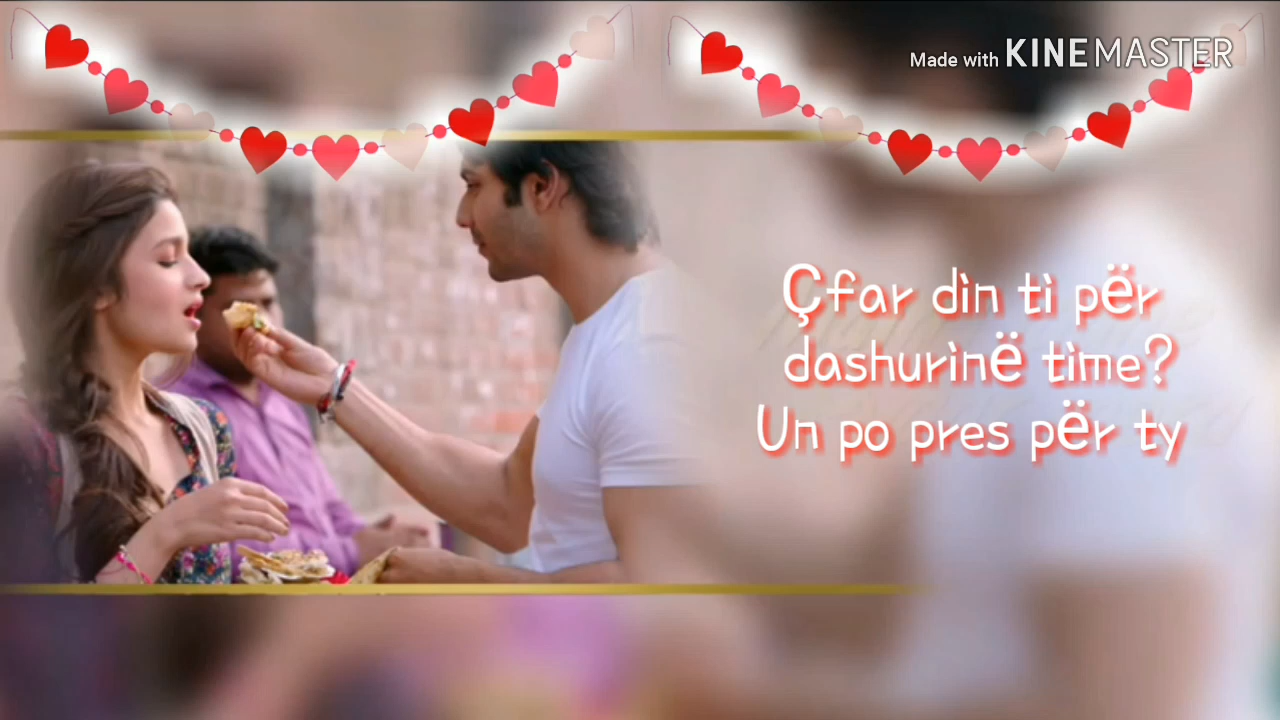 Made with KINEMASTER
Çfar din ti për
dashurinë time?
Un po pres për ty